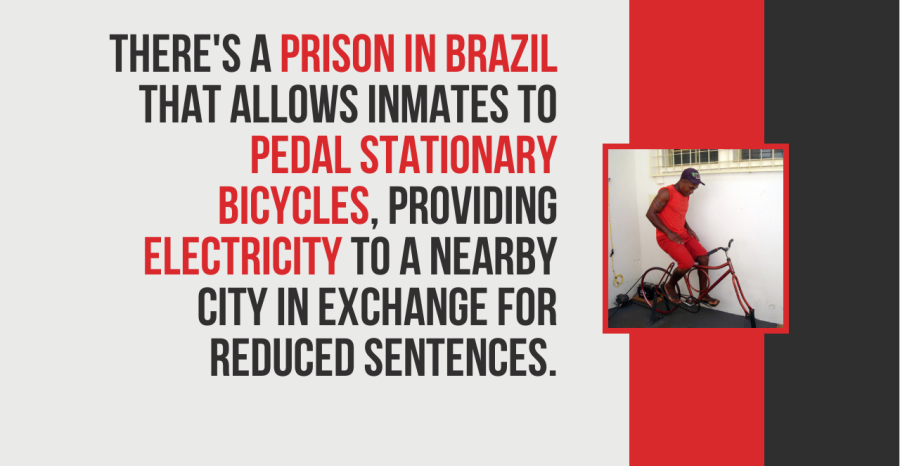 THERE'S A PRISON IN BRAZIL
THAT ALLOWS INMATES TO
PEDAL STATIONARY
BICYCLES, PROVIDING
ELECTRICITY TO A NEARBY
CITY IN EXCHANGE FOR
REDUCED SENTENCES.